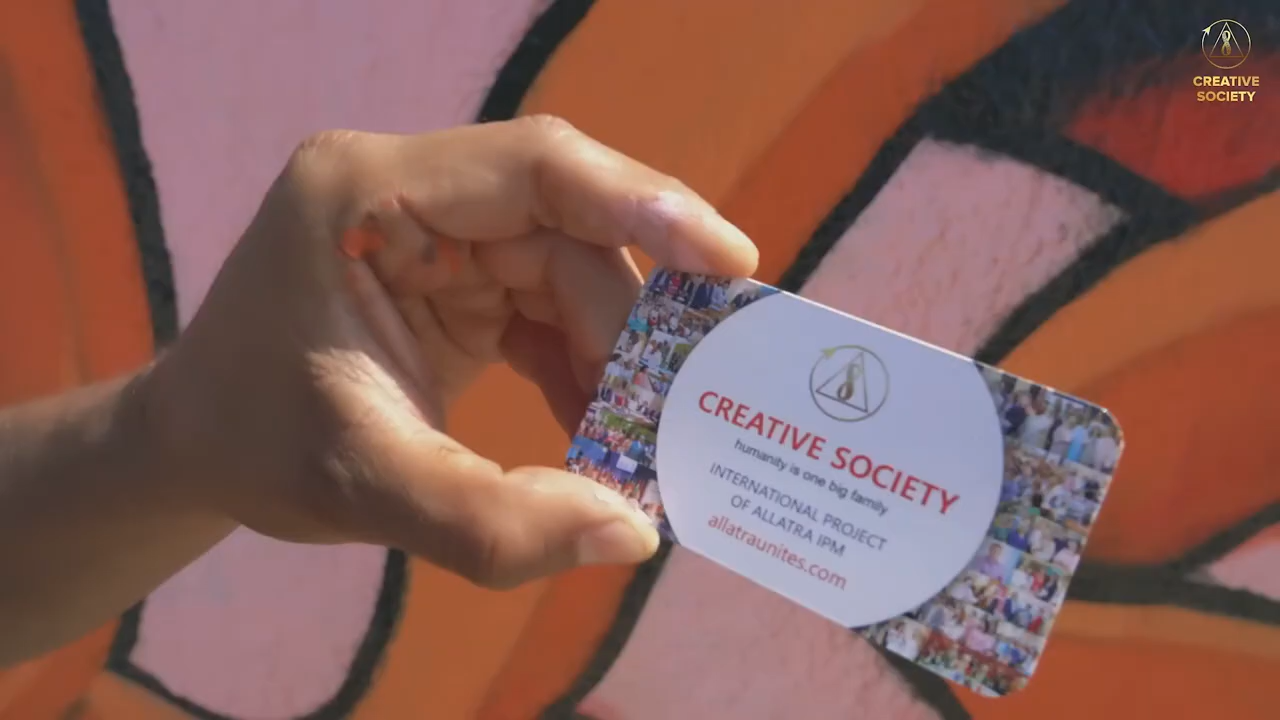 CREATIVE
SOCIETY
CREATIVE SOCIETY
humanity is one big family
INTERNATIONAL PROJECT
OF ALLATRA IPM
allatraunites.com